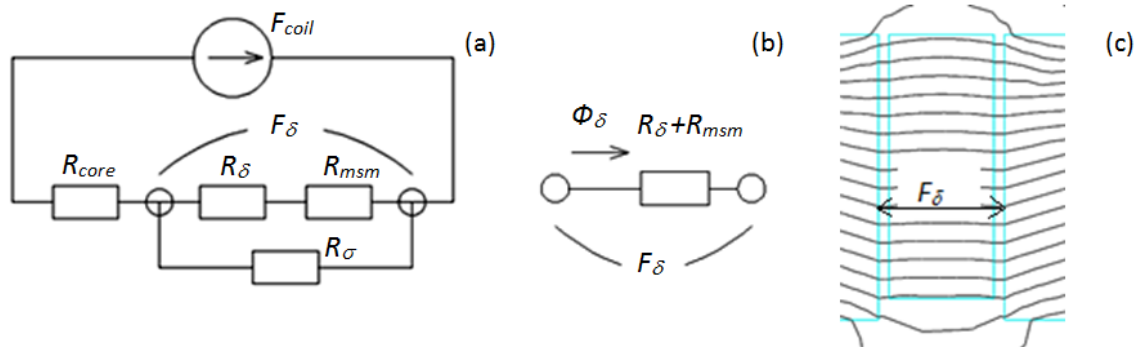 F_coil
(a)
F_δ
R_core
R_δ
R_msm
R_σ
(b)
Φ_δ
R_δ+R_msm
F_δ
(c)
F_δ